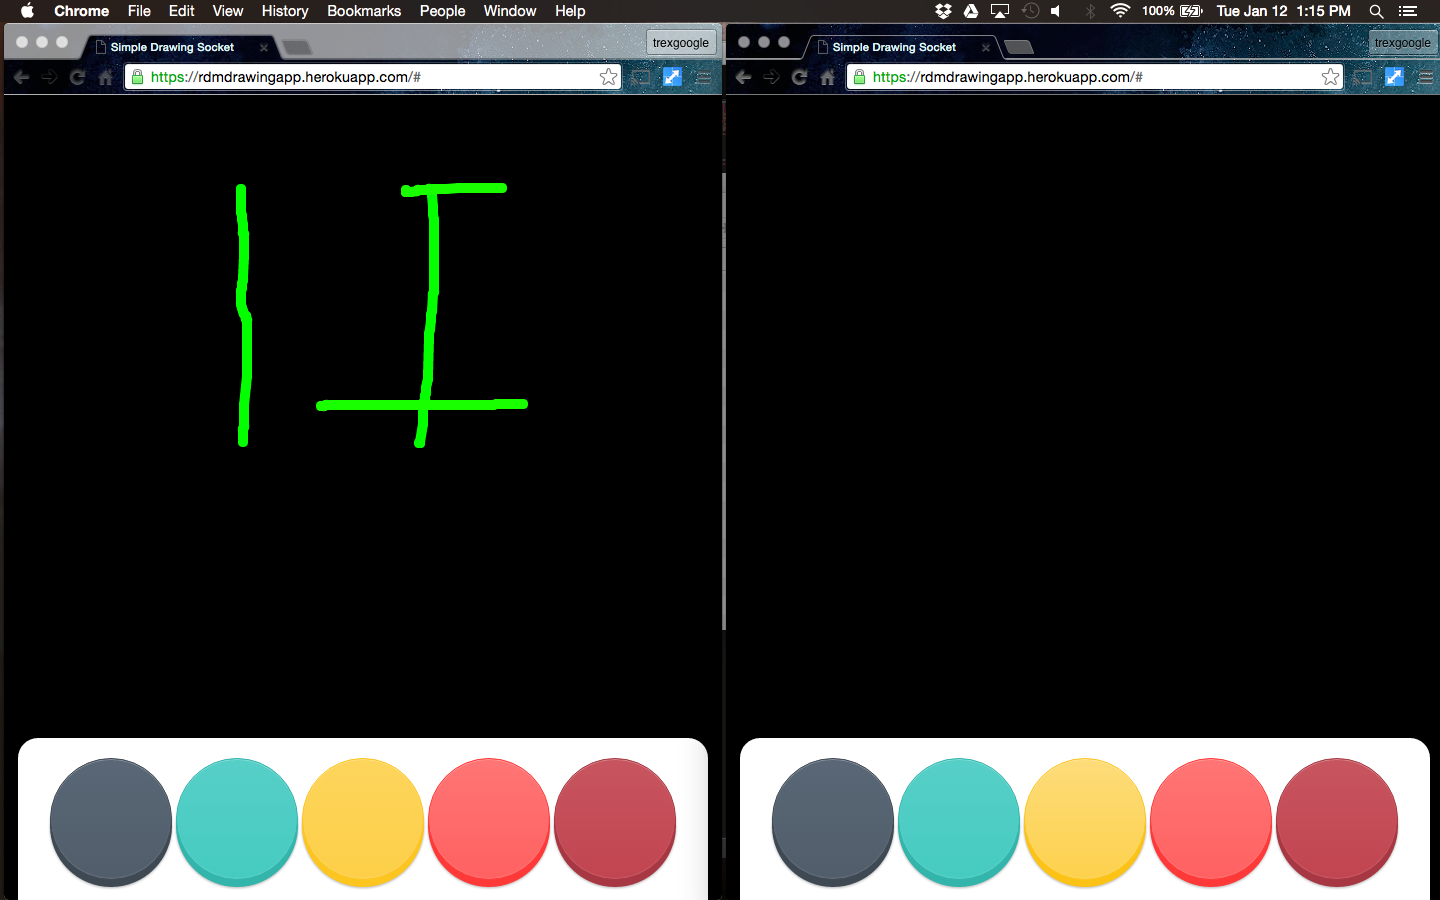 Chrome File Edit View History Bookmarks People Window Help 100% Tue Jan 12 1:15 PM
Simple Drawing Socket trexgoogle
https://rdmdrawingapp.herokuapp.com/#
Simple Drawing Socket trexgoogle
https://rdmdrawingapp.herokuapp.com/#